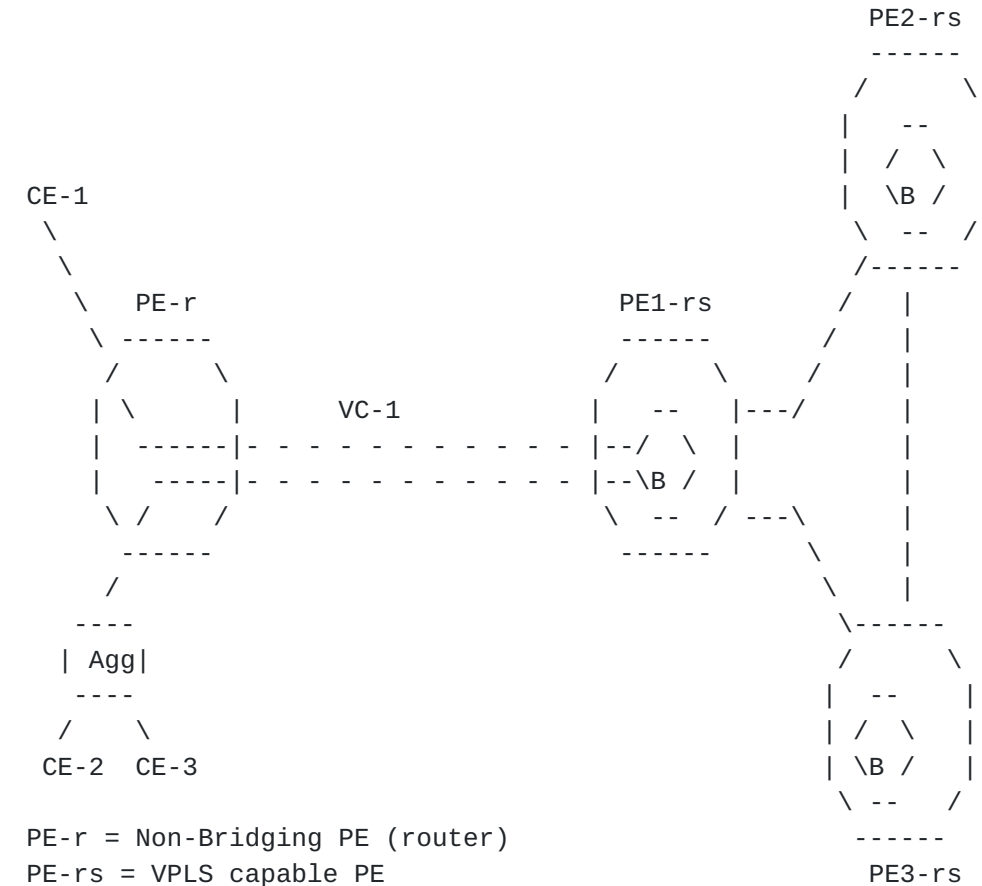 PE2-rs
B
CE-1
PE-r PE1-rs
VC-1
B
Agg
B
CE-2 CE-3
PE-r = Non-Bridging PE (router)
PE-rs = VPLS capable PE PE3-rs